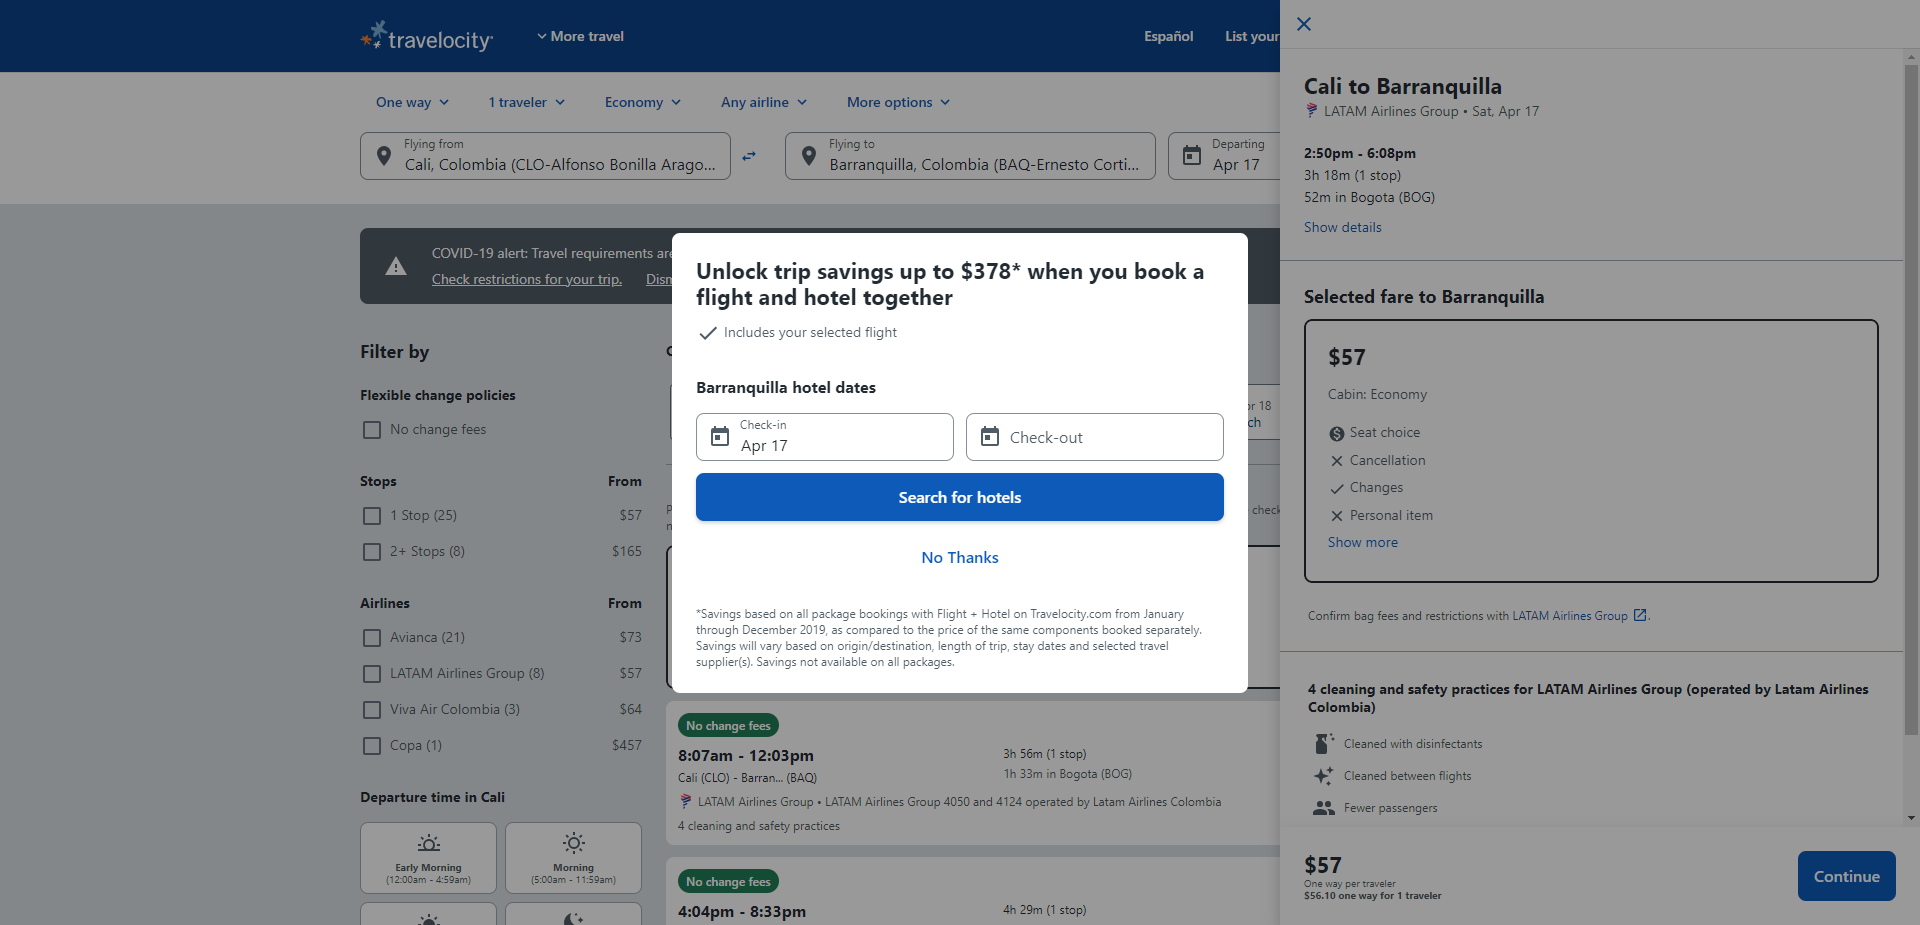 travelocity
More travel
Español
List your
One way
1 traveler
Economy
Any airline
More options
Flying from
Cali, Colombia (CLO-Alfonso Bonilla Arago...
Flying to
Barranquilla, Colombia (BAQ-Ernesto Corti...
Departing
Apr 17
COVID-19 alert: Travel requirements are
Check restrictions for your trip.
Dism
Filter by
Flexible change policies
No change fees
Stops
From
1 Stop (25)
$57
2+ Stops (8)
$165
Airlines
From
Avianca (21)
$73
LATAM Airlines Group (8)
$57
Viva Air Colombia (3)
$64
Copa (1)
$457
Departure time in Cali
Early Morning
(12:00am - 4:59am)
Morning
(5:00am - 11:59am)
Unlock trip savings up to $378* when you book a
flight and hotel together
Includes your selected flight
Barranquilla hotel dates
Check-in
Apr 17
Check-out
Search for hotels
No Thanks
*Savings based on all package bookings with Flight + Hotel on Travelocity.com from January
through December 2019, as compared to the price of the same components booked separately.
Savings will vary based on origin/destination, length of trip, stay dates and selected travel
supplier(s). Savings not available on all packages.
18
check
No change fees
8:07am - 12:03pm
Cali (CLO) - Barran... (BAQ)
3h 56m (1 stop)
1h 33m in Bogota (BOG)
LATAM Airlines Group • LATAM Airlines Group 4050 and 4124 operated by Latam Airlines Colombia
4 cleaning and safety practices
No change fees
4:04pm - 8:33pm
4h 29m (1 stop)
Cali to Barranquilla
LATAM Airlines Group • Sat, Apr 17
2:50pm - 6:08pm
3h 18m (1 stop)
52m in Bogota (BOG)
Show details
Selected fare to Barranquilla
$57
Cabin: Economy
Seat choice
Cancellation
Changes
Personal item
Show more
Confirm bag fees and restrictions with LATAM Airlines Group.
4 cleaning and safety practices for LATAM Airlines Group (operated by Latam Airlines
Colombia)
Cleaned with disinfectants
Cleaned between flights
Fewer passengers
$57
One way per traveler
$56.10 one way for 1 traveler
Continue